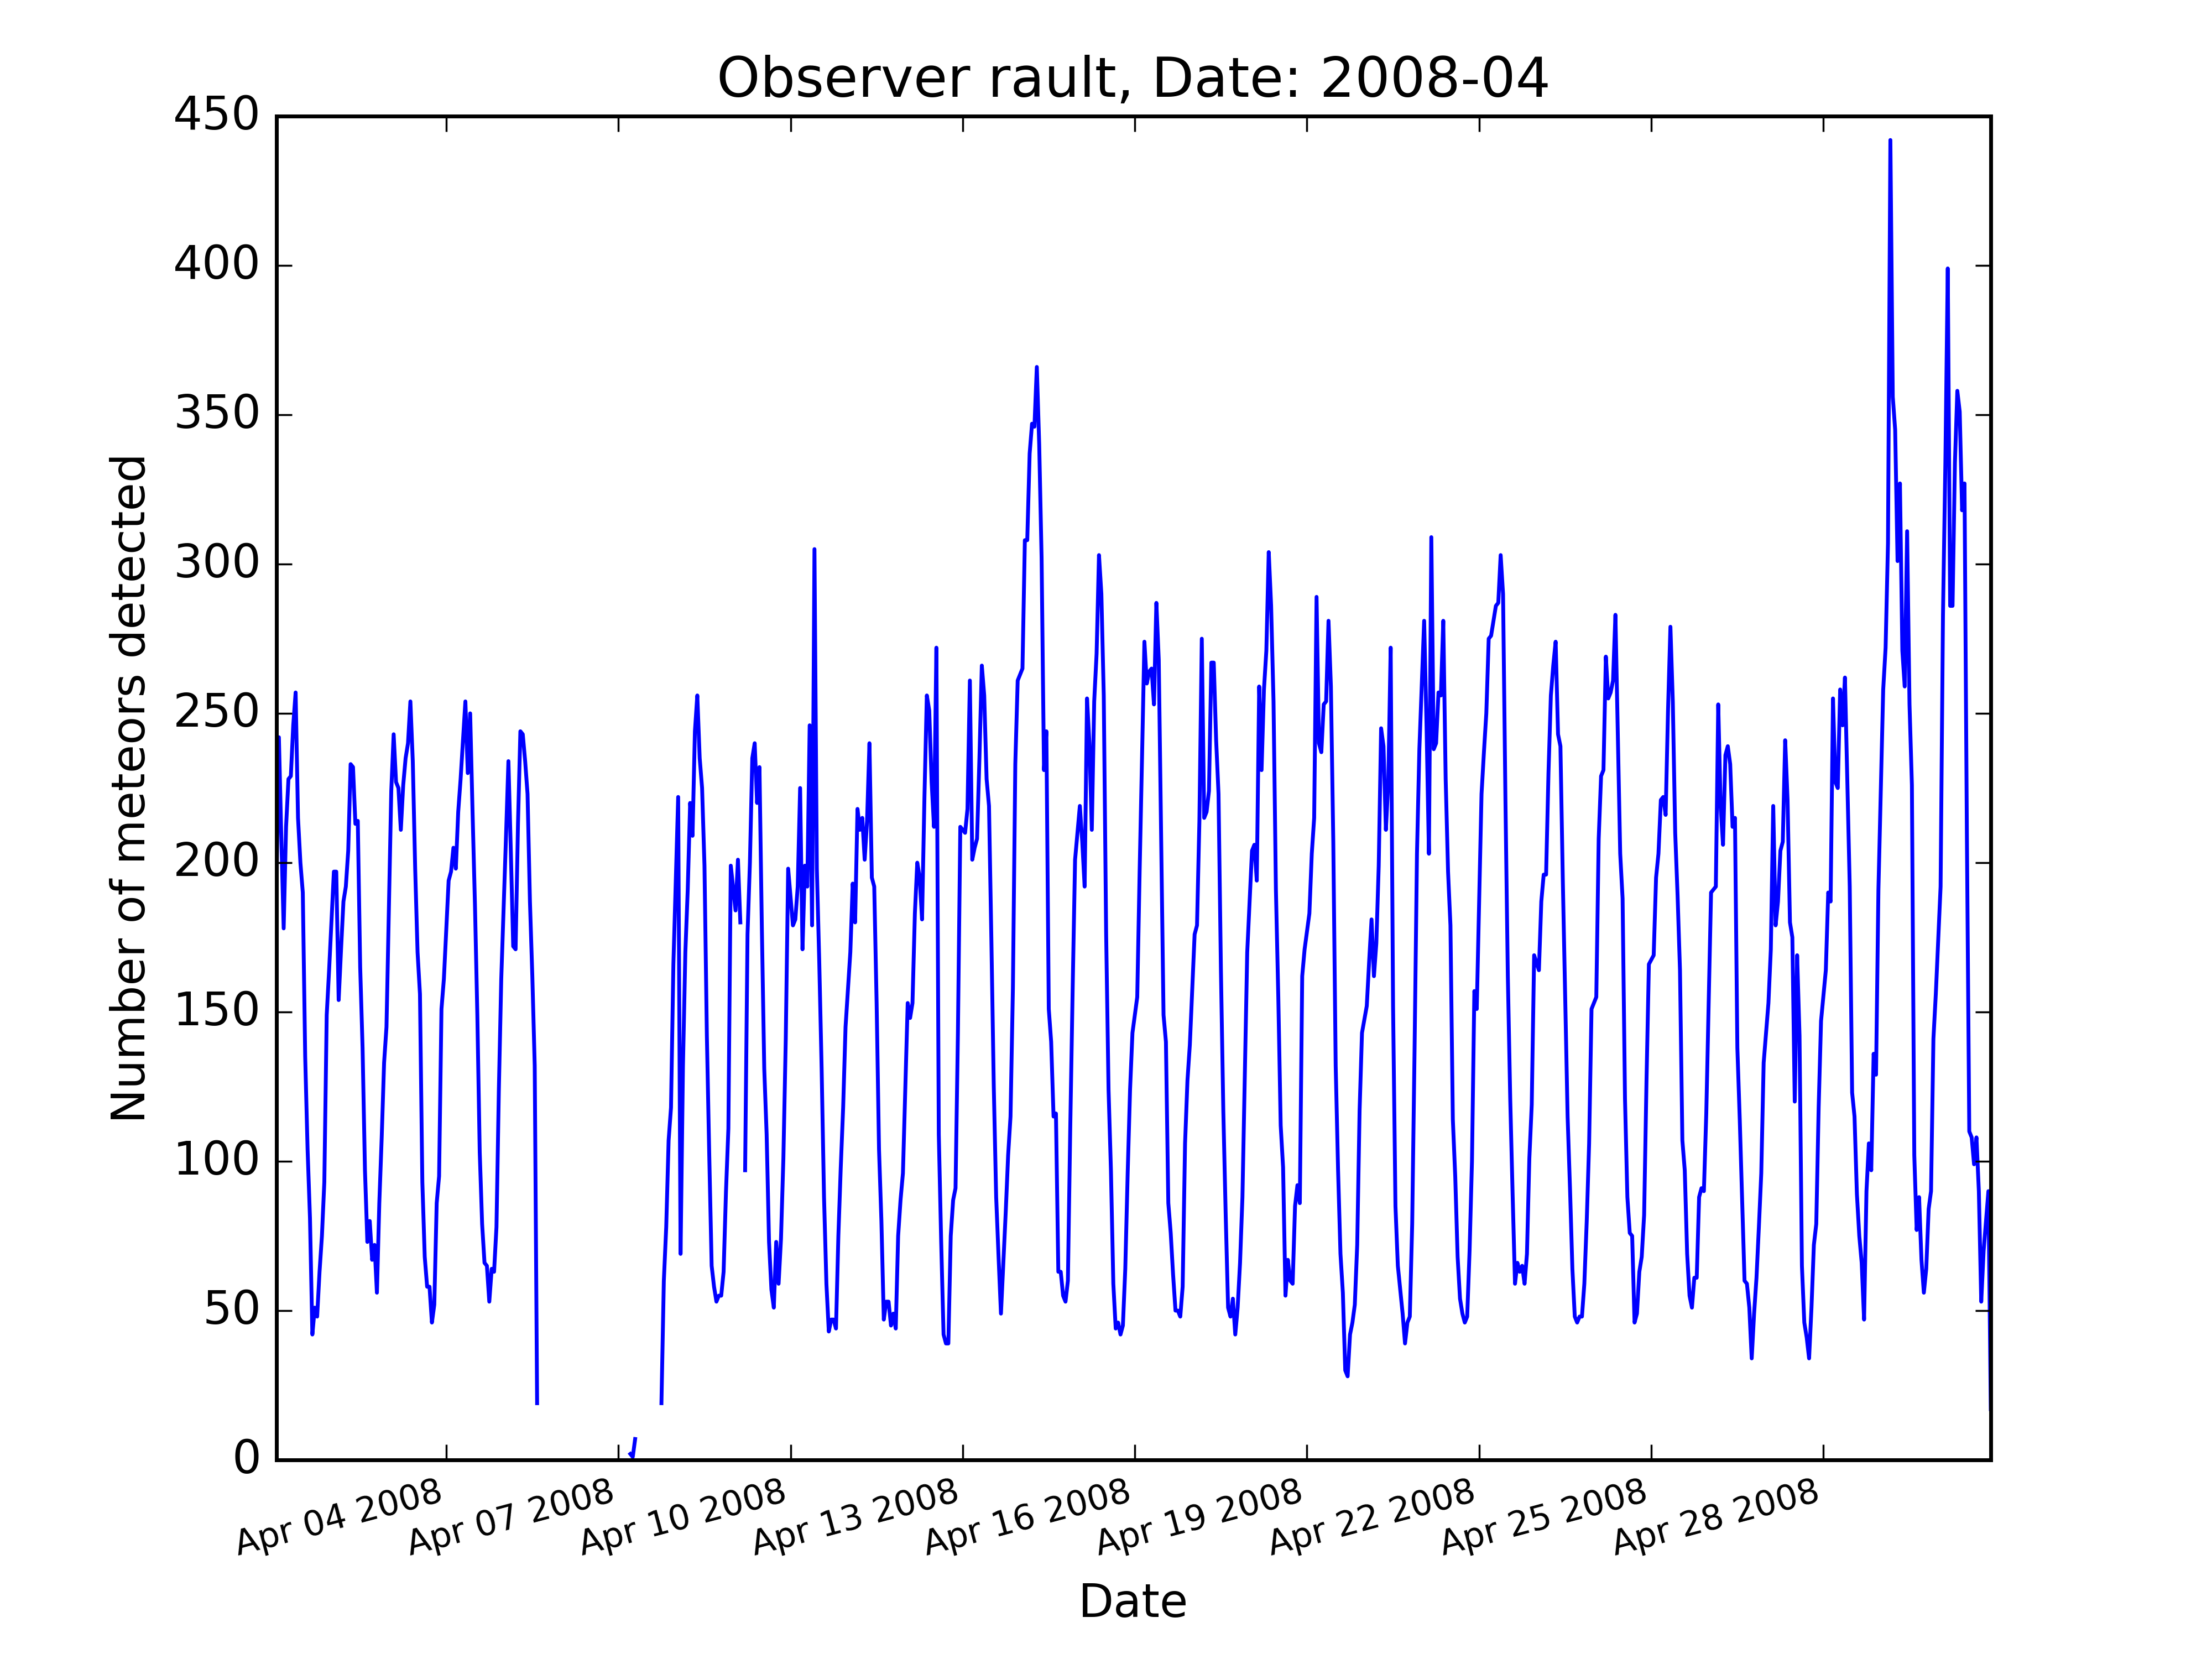 Observer rault, Date: 2008-04
450
400
350
300
250
200
150
100
50
0
Number of meteors detected
Apr 04 2008
Apr 07 2008
Apr 10 2008
Apr 13 2008
Apr 16 2008
Apr 19 2008
Apr 22 2008
Apr 25 2008
Apr 28 2008
Date